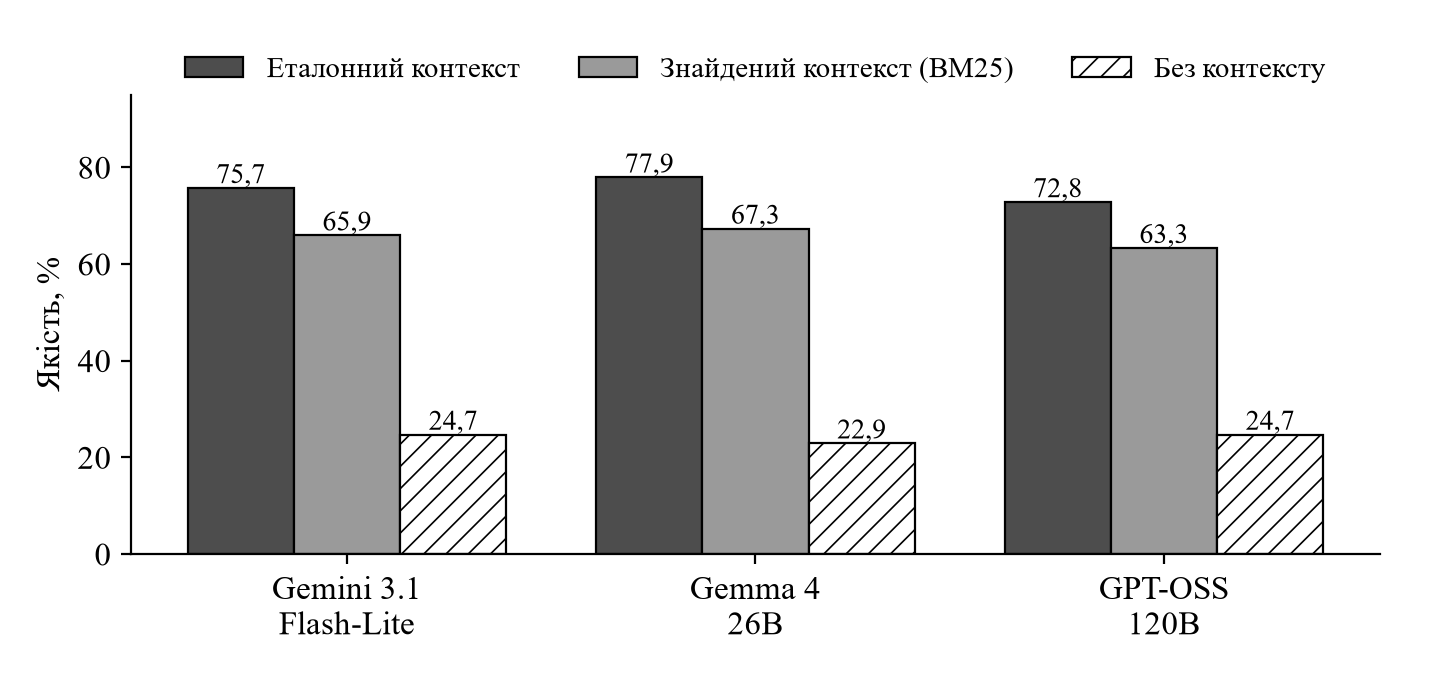 Еталонний контекст Знайдений контекст (BM25) Без контексту
Якість, %
80
60
40
20
0
75,7 65,9 24,7
77,9 67,3 22,9
72,8 63,3 24,7
Gemini 3.1 Gemma 4 GPT-OSS
Flash-Lite 26B 120B